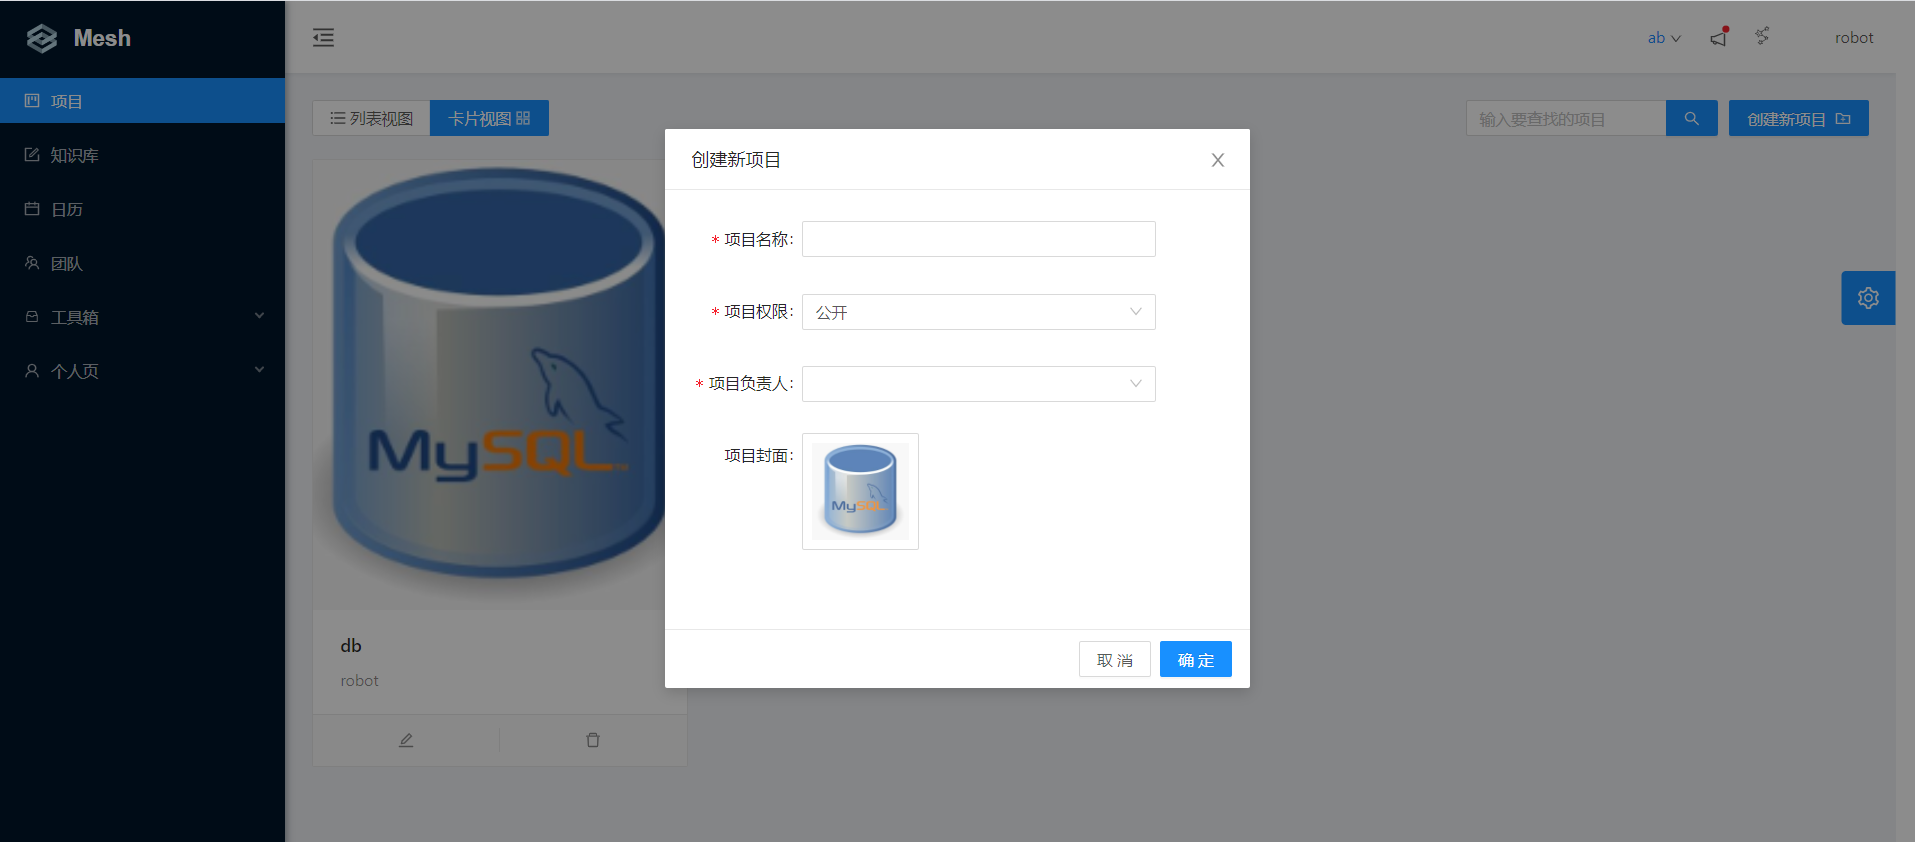 Mesh
ab
robot
项目
知识库
日历
团队
工具箱
个人页
列表视图
卡片视图
输入要查找的项目
创建新项目
MySQL™
db
robot
创建新项目
* 项目名称：
* 项目权限：
公开
* 项目负责人：
项目封面：
MySQL
取 消
确 定